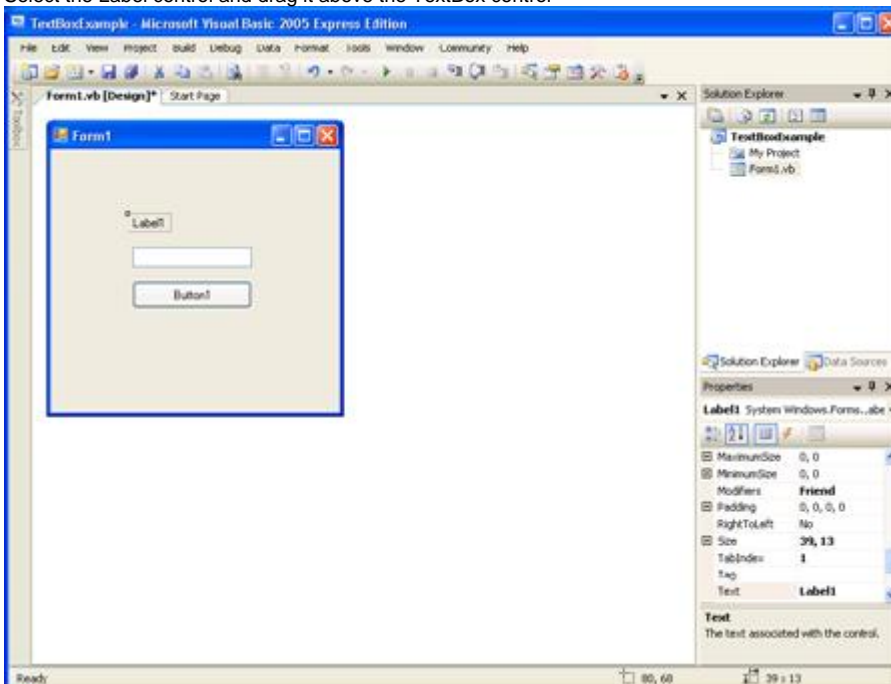 Select the Label control and drag it above the TextBox control
TextBoxExample - Microsoft Visual Basic 2005 Express Edition
File Edit View Project Build Debug Data Format Tools Window Community Help
Form1.vb [Design]* Start Page
Toolbox
Form1
Label1
Button1
Solution Explorer
TextBoxExample
My Project
Form1.vb
Solution Explorer Data Sources
Properties
Label1 System.Windows.Forms..abe
MaximumSize 0, 0
MinimumSize 0, 0
Modifiers Friend
Padding 0, 0, 0, 0
RightToLeft No
Size 39, 13
TabIndex 1
Tag
Text Label1
Text
The text associated with the control.
Ready 80, 60 39 x 13